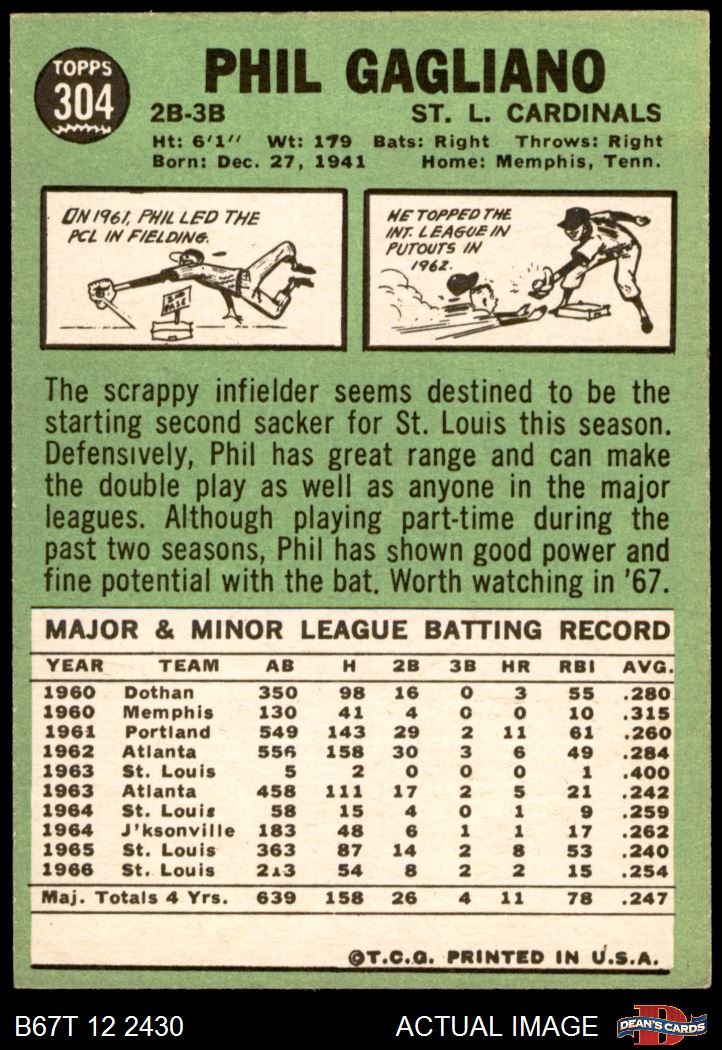 TOPPS
304
PHIL GAGLIANO
2B-3B ST. L. CARDINALS
Ht: 6'1" Wt: 179 Bats: Right Throws: Right
Born: Dec. 27, 1941 Home: Memphis, Tenn.
ON 1961, PHIL LED THE
PCL IN FIELDING.
2ND
BASE
HE TOPPED THE
INT. LEAGUE IN
PUTOUTS IN
1962.
The scrappy infielder seems destined to be the
starting second sacker for St. Louis this season.
Defensively, Phil has great range and can make
the double play as well as anyone in the major
leagues. Although playing part-time during the
past two seasons, Phil has shown good power and
fine potential with the bat. Worth watching in '67.
MAJOR & MINOR LEAGUE BATTING RECORD
YEAR TEAM AB H 2B 3B HR RBI AVG.
1960 Dothan 350 98 16 0 3 55 .280
1960 Memphis 130 41 4 0 0 10 .315
1961 Portland 549 143 29 2 11 61 .260
1962 Atlanta 556 158 30 3 6 49 .284
1963 St. Louis 5 2 0 0 0 1 .400
1963 Atlanta 458 111 17 2 5 21 .242
1964 St. Louis 58 15 4 0 1 9 .259
1964 J'ksonville 183 48 6 1 1 17 .262
1965 St. Louis 363 87 14 2 8 53 .240
1966 St. Louis 213 54 8 2 2 15 .254
Maj. Totals 4 Yrs. 639 158 26 4 11 78 .247
©T.C.G. PRINTED IN U.S.A.
B67T 12 2430 ACTUAL IMAGE
D
DEAN'S CARDS